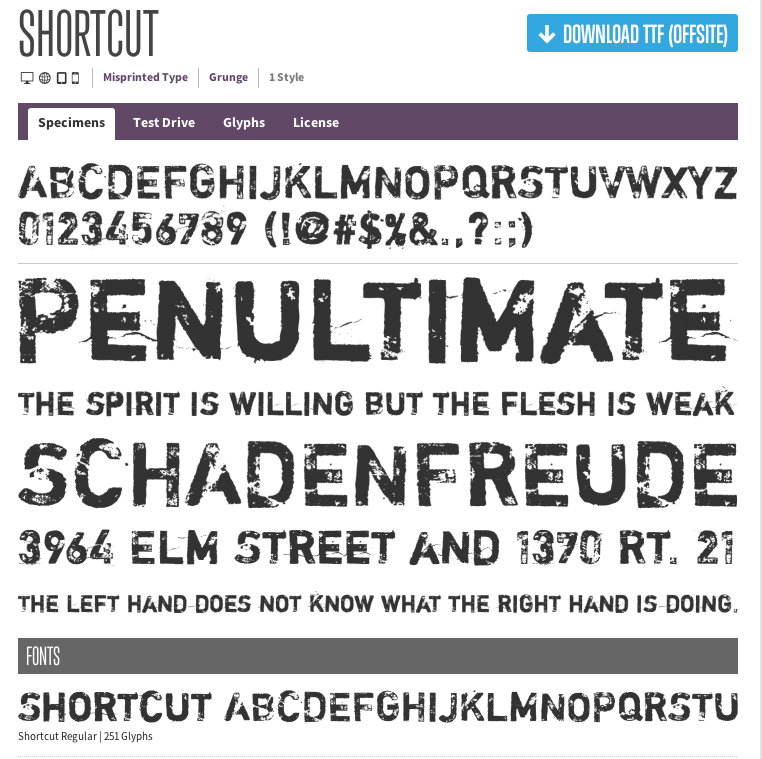 SHORTCUT
DOWNLOAD TTF (OFFSITE)
Misprinted Type | Grunge | 1 Style
Specimens Test Drive Glyphs License
ABCDEFGHIJKLMNOPQRSTUVWXYZ
0123456789 (!@#$%&.,?:;)
PENULTIMATE
THE SPIRIT IS WILLING BUT THE FLESH IS WEAK
SCHADENFREUDE
3964 ELM STREET AND 1370 RT. 21
THE LEFT HAND DOES NOT KNOW WHAT THE RIGHT HAND IS DOING.
FONTS
SHORTCUT ABCDEFGHIJKLMNOPQRSTU
Shortcut Regular | 251 Glyphs